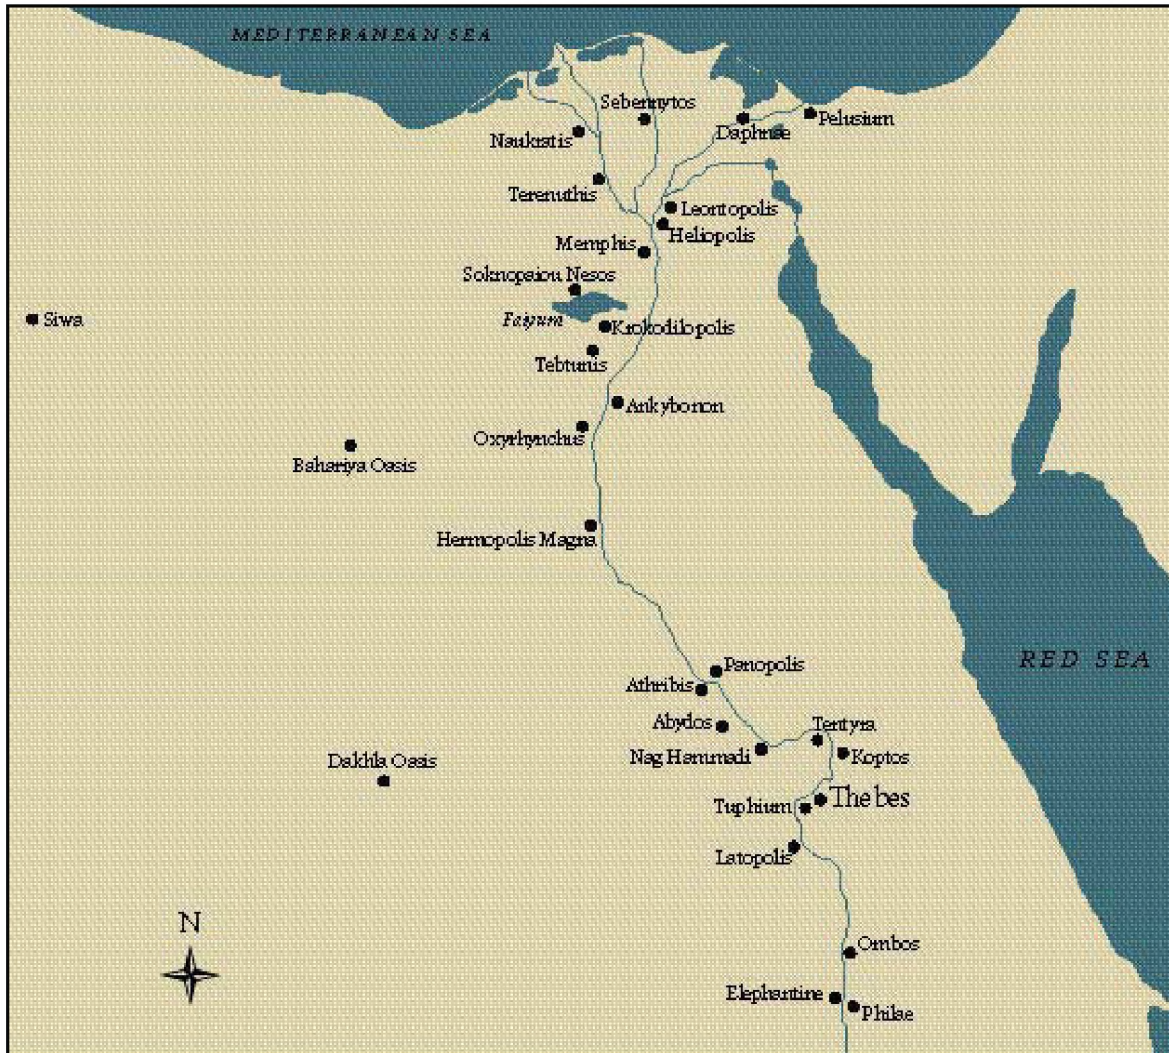 MEDITERRANEAN SEA
Sebennytos
Naukratis
Daphnae
Pelusium
Terenuthis
Leontopolis
Heliopolis
Memphis
Soknopaiou Nesos
Siwa
Faiyum
Krokodilopolis
Tebtunis
Ankyronon
Oxyrhynchus
Bahariya Oasis
Hermopolis Magna
RED SEA
Panopolis
Athribis
Abydos
Tentyra
Nag Hammadi
Koptos
Dakhla Oasis
Thebes
Tuphium
Latopolis
N
Ombos
Elephantine
Philae